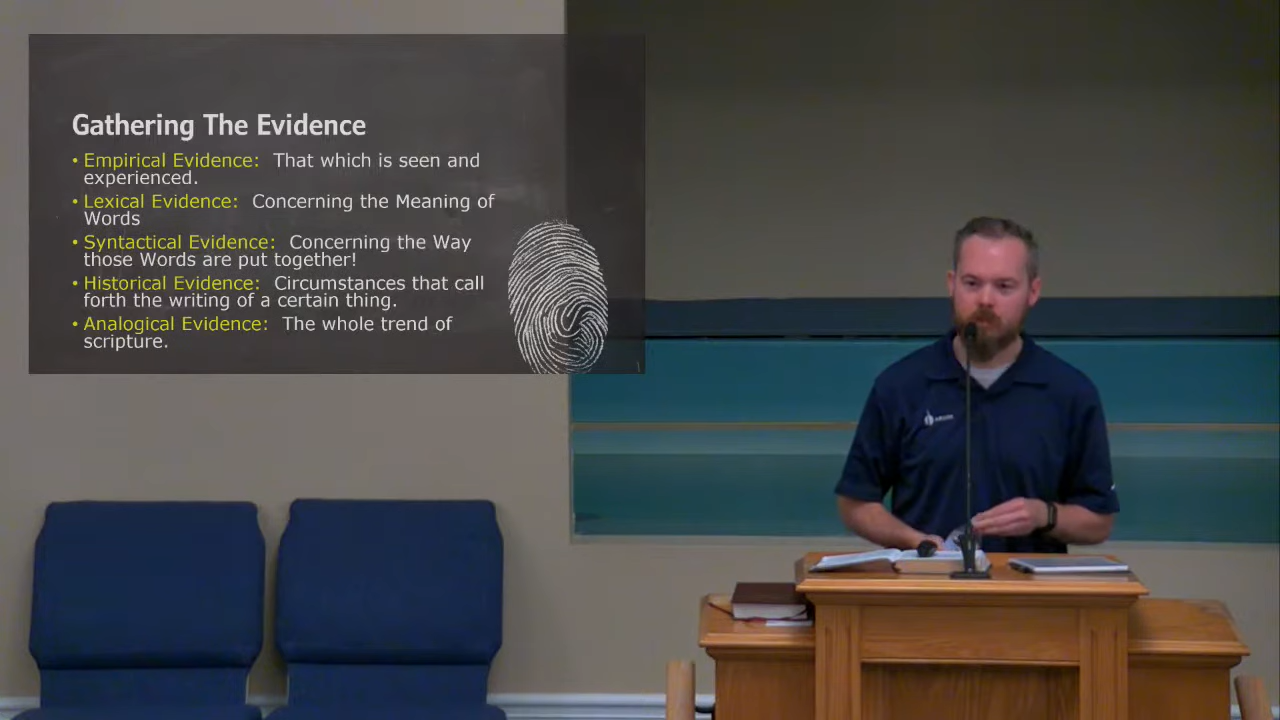 Gathering The Evidence
• Empirical Evidence: That which is seen and
experienced.
• Lexical Evidence: Concerning the Meaning of
Words
• Syntactical Evidence: Concerning the Way
those Words are put together!
• Historical Evidence: Circumstances that call
forth the writing of a certain thing.
• Analogical Evidence: The whole trend of
scripture.